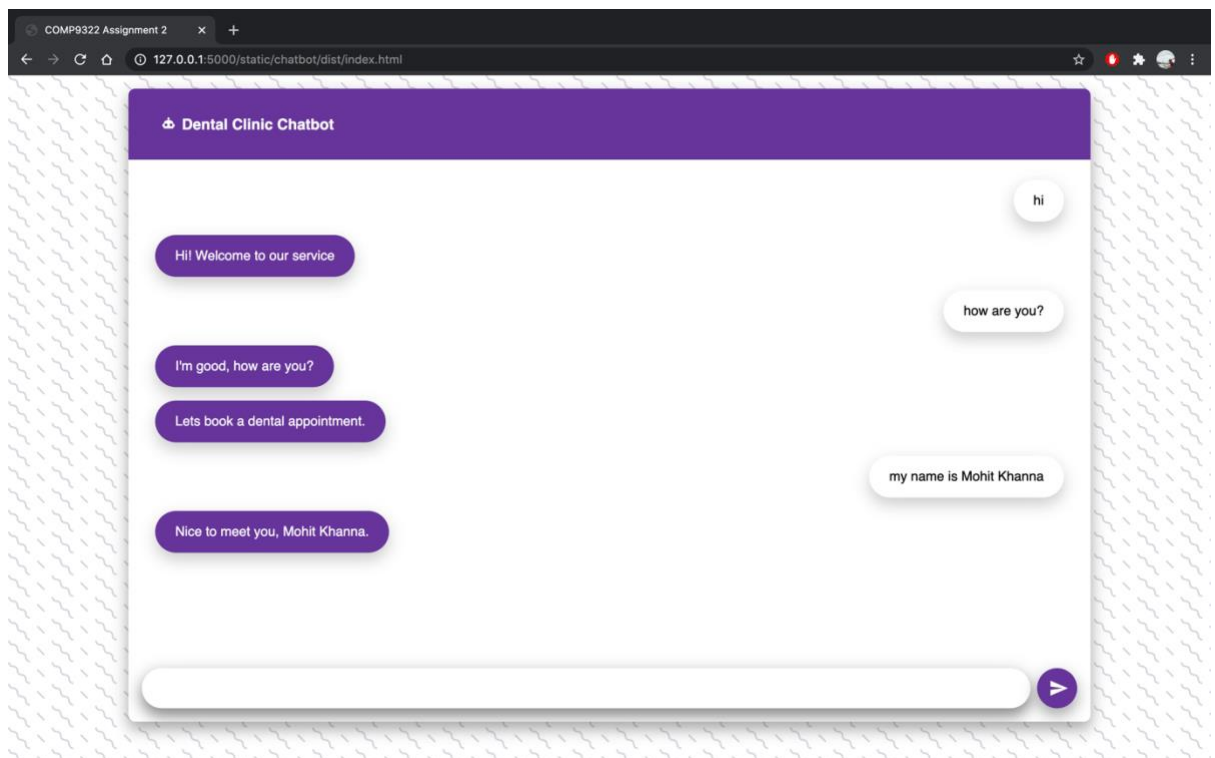 COMP9322 Assignment 2
127.0.0.1:5000/static/chatbot/dist/index.html
Dental Clinic Chatbot
hi
Hi! Welcome to our service
how are you?
I'm good, how are you?
Lets book a dental appointment.
my name is Mohit Khanna
Nice to meet you, Mohit Khanna.